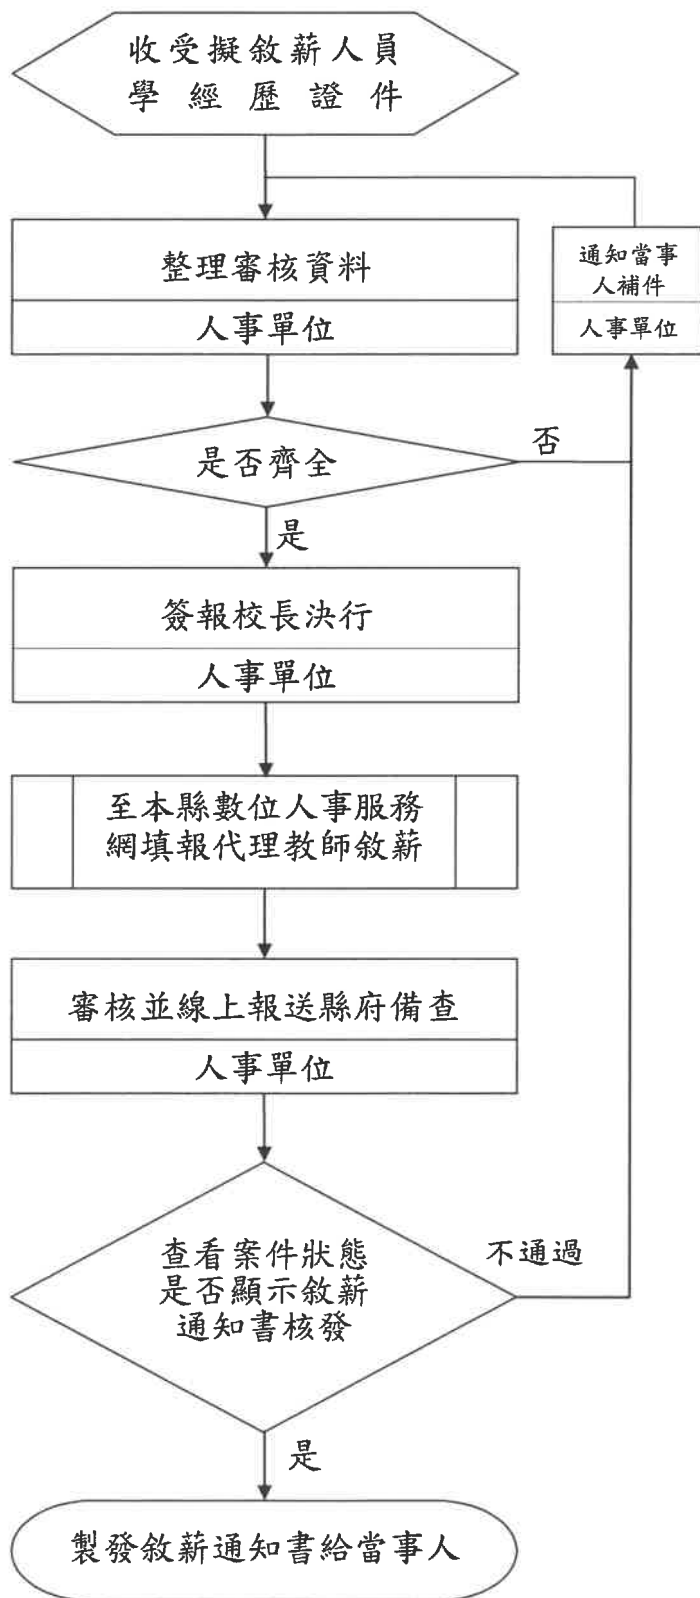 收受擬敘薪人員
學經歷證件
整理審核資料
人事單位
通知當事
人補件
人事單位
是否齊全
否
是
簽報校長決行
人事單位
至本縣數位人事服務
網填報代理教師敘薪
審核並線上報送縣府備查
人事單位
查看案件狀態
是否顯示敘薪
通知書核發
不通過
是
製發敘薪通知書給當事人